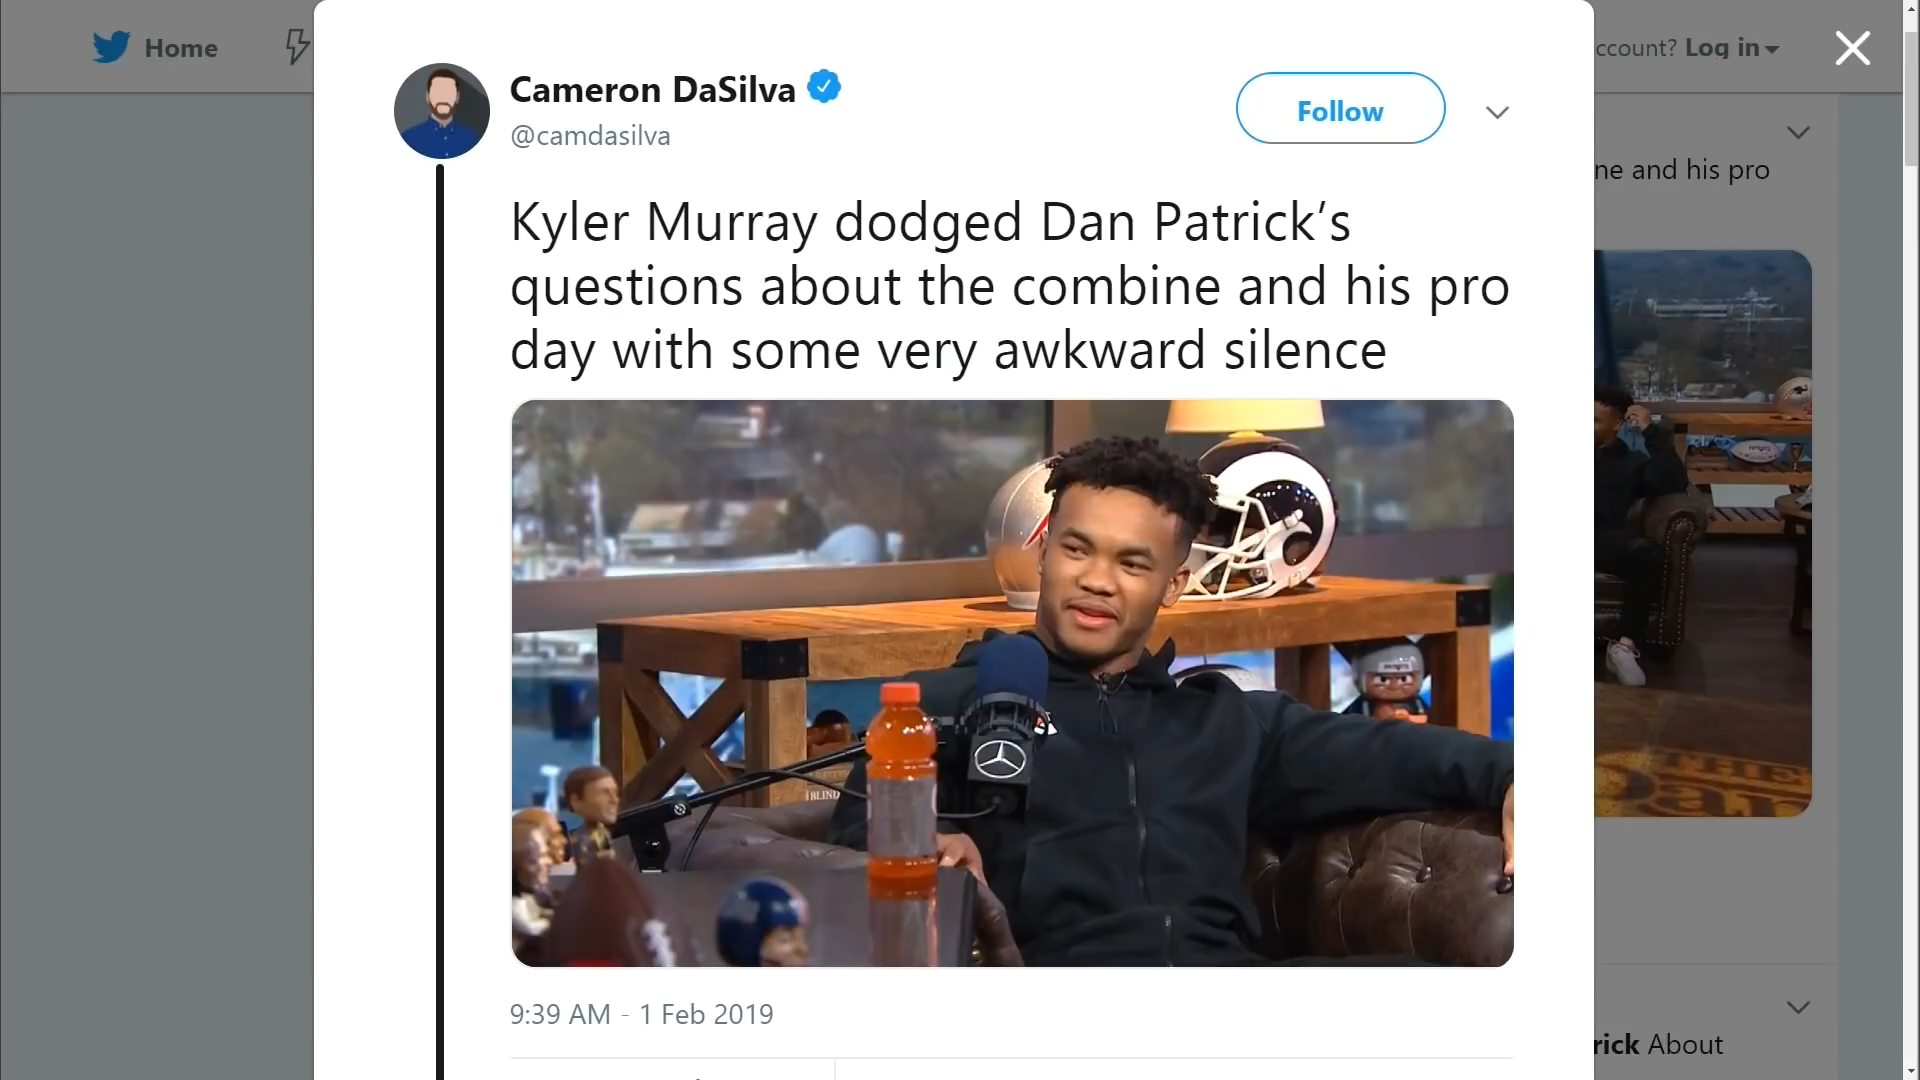 Home
ccount? Log in
Cameron DaSilva
@camdasilva
Follow
ne and his pro
Kyler Murray dodged Dan Patrick’s
questions about the combine and his pro
day with some very awkward silence
BLIND
THE
9:39 AM - 1 Feb 2019
rick About